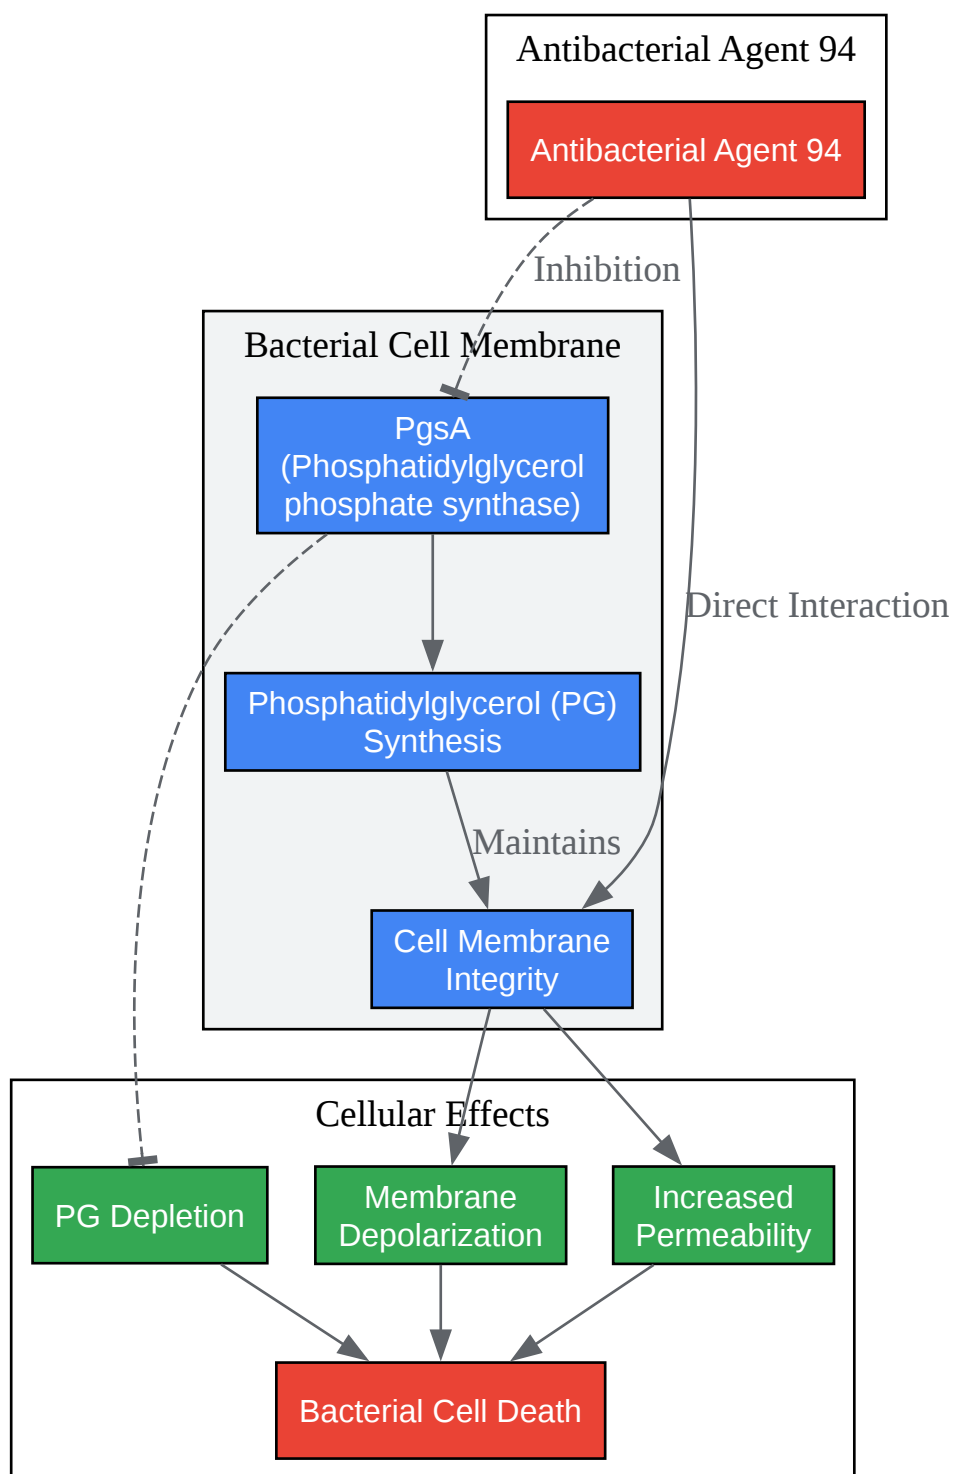 Antibacterial Agent 94
Antibacterial Agent 94
Inhibition
Bacterial Cell Membrane
PgsA
(Phosphatidylglycerol
phosphate synthase)
Direct Interaction
Phosphatidylglycerol (PG)
Synthesis
Maintains
Cell Membrane
Integrity
Cellular Effects
PG Depletion
Membrane
Depolarization
Increased
Permeability
Bacterial Cell Death